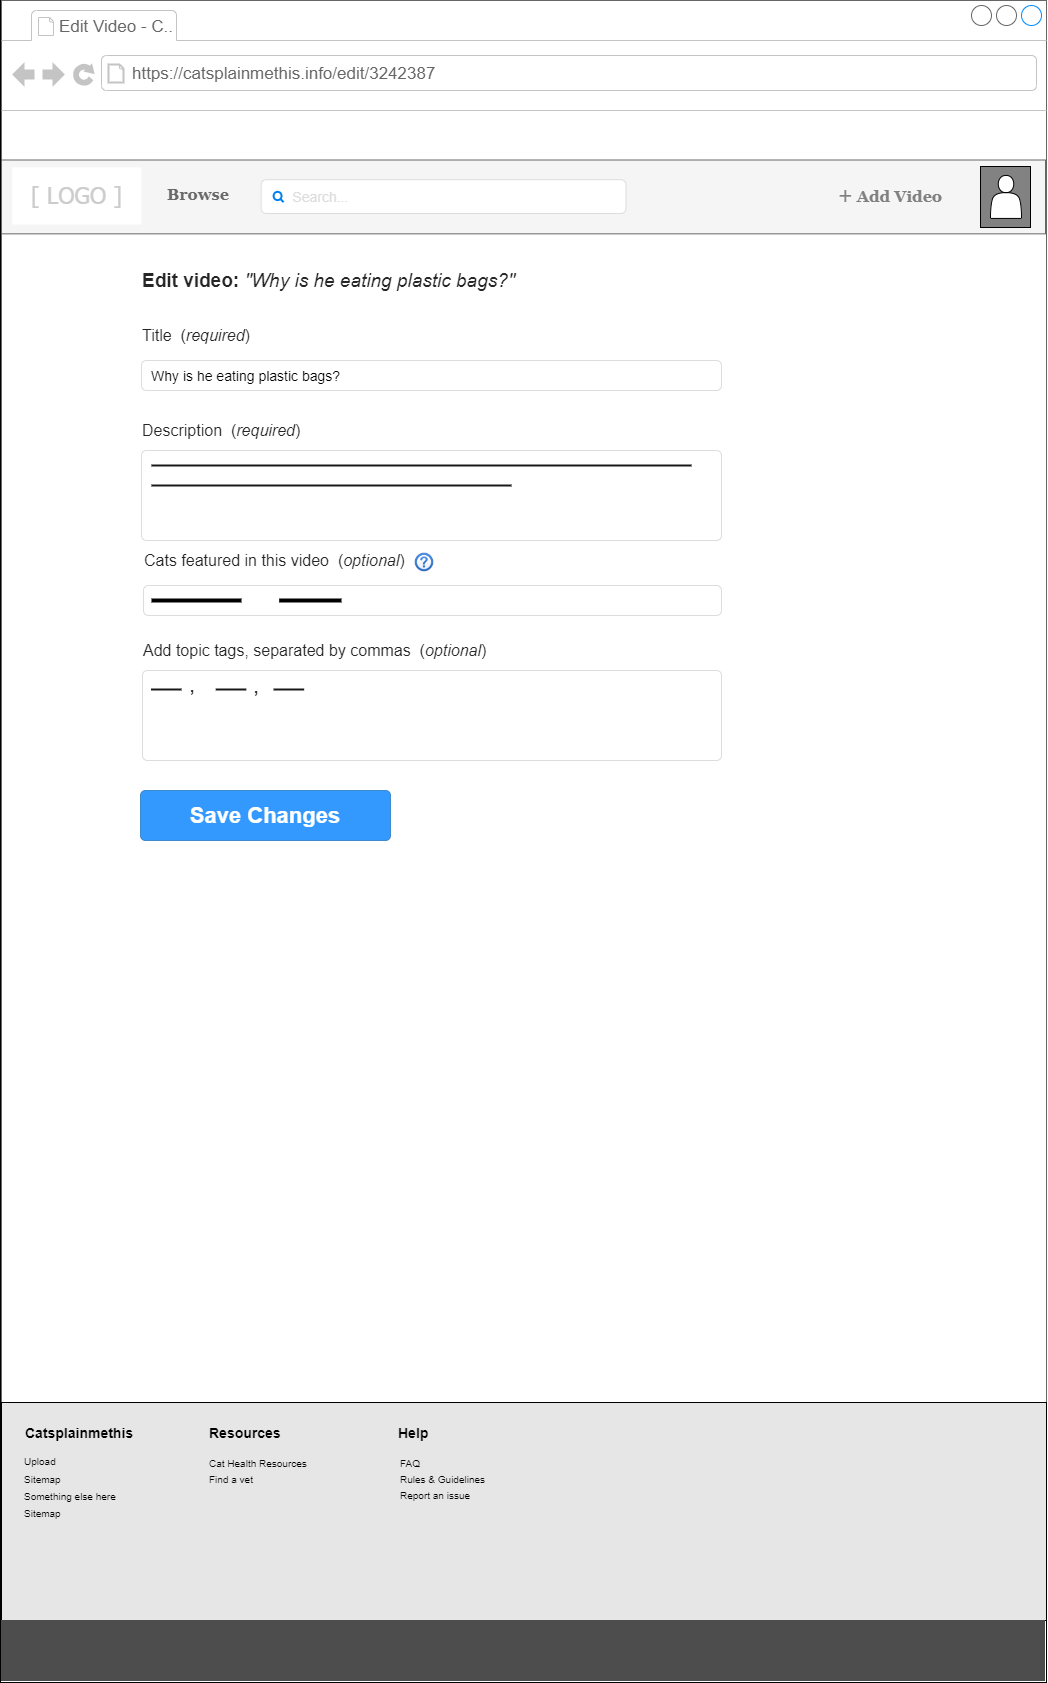 Edit Video - C..
https://catsplainmethis.info/edit/3242387
[ LOGO ] Browse Search... + Add Video
Edit video: "Why is he eating plastic bags?"
Title (required)
Why is he eating plastic bags?
Description (required)
Cats featured in this video (optional) ?
Add topic tags, separated by commas (optional)
, ,
Save Changes
Catsplainmethis
Upload
Sitemap
Something else here
Sitemap
Resources
Cat Health Resources
Find a vet
Help
FAQ
Rules & Guidelines
Report an issue